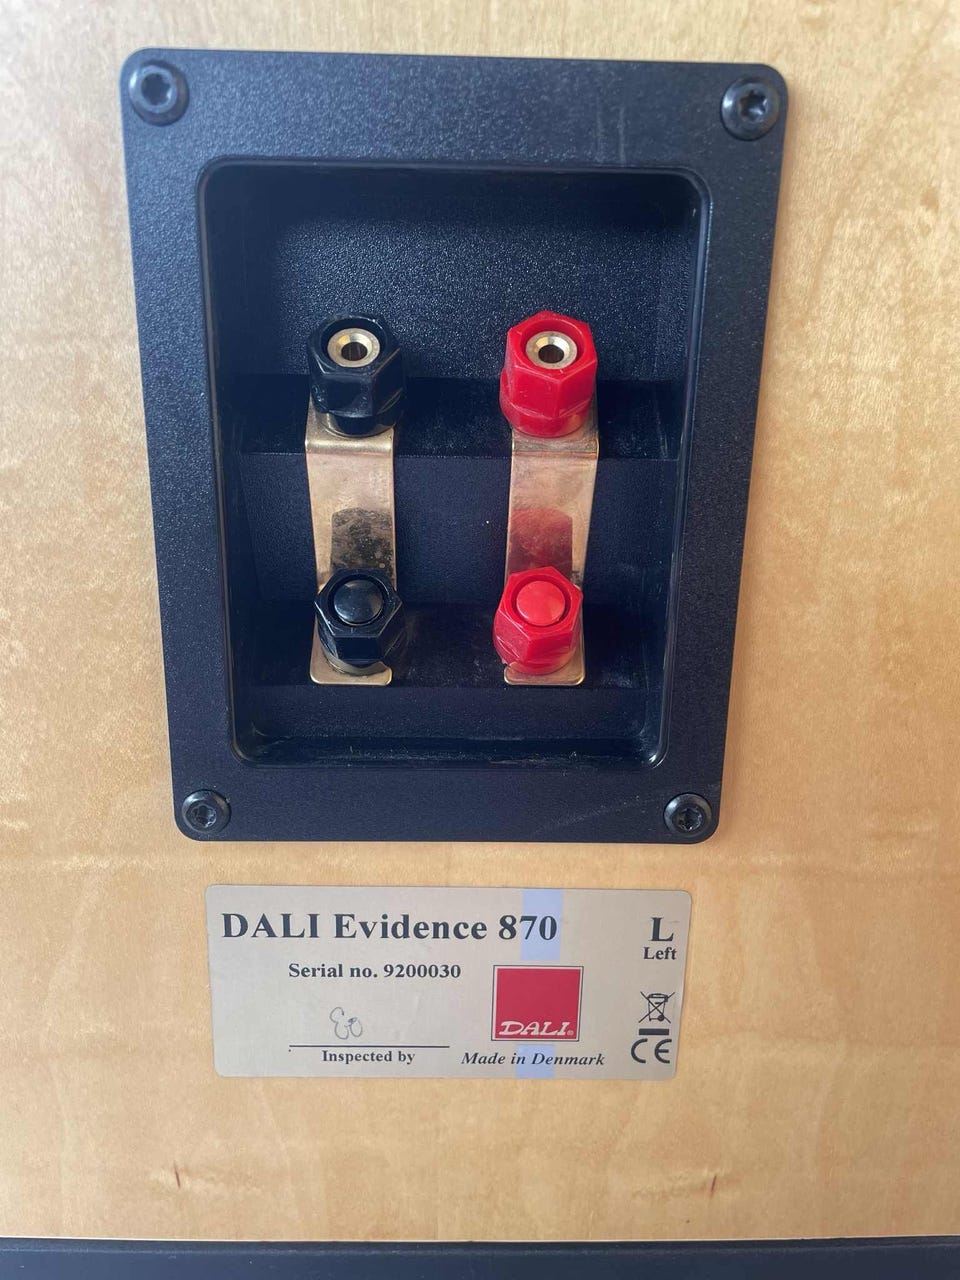 DALI Evidence 870
L
Left
Serial no. 9200030
DALI®
Inspected by
Made in Denmark
CE